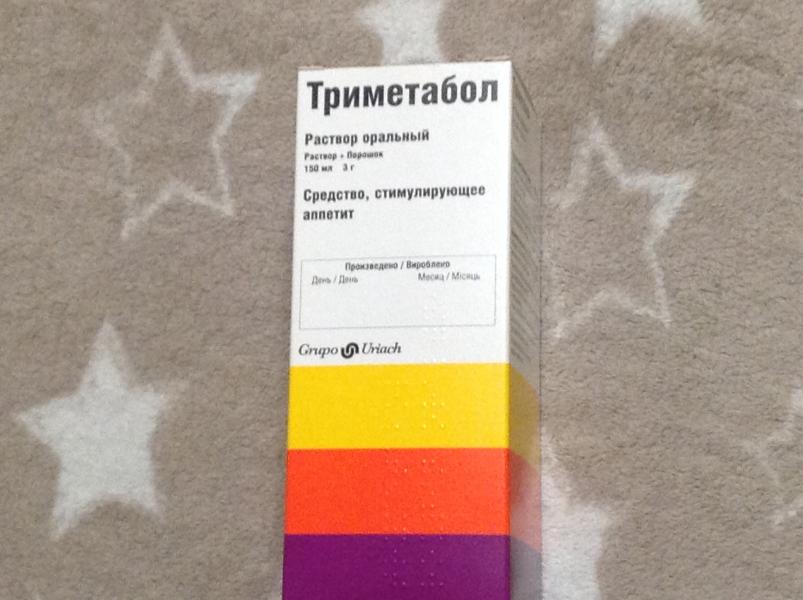 Триметабол
Раствор оральный
Раствор + Порошок
150 мл 3 г
Средство, стимулирующее
аппетит
Произведено / Вироблено
День / День Месяц / Місяць
Grupo Uriach